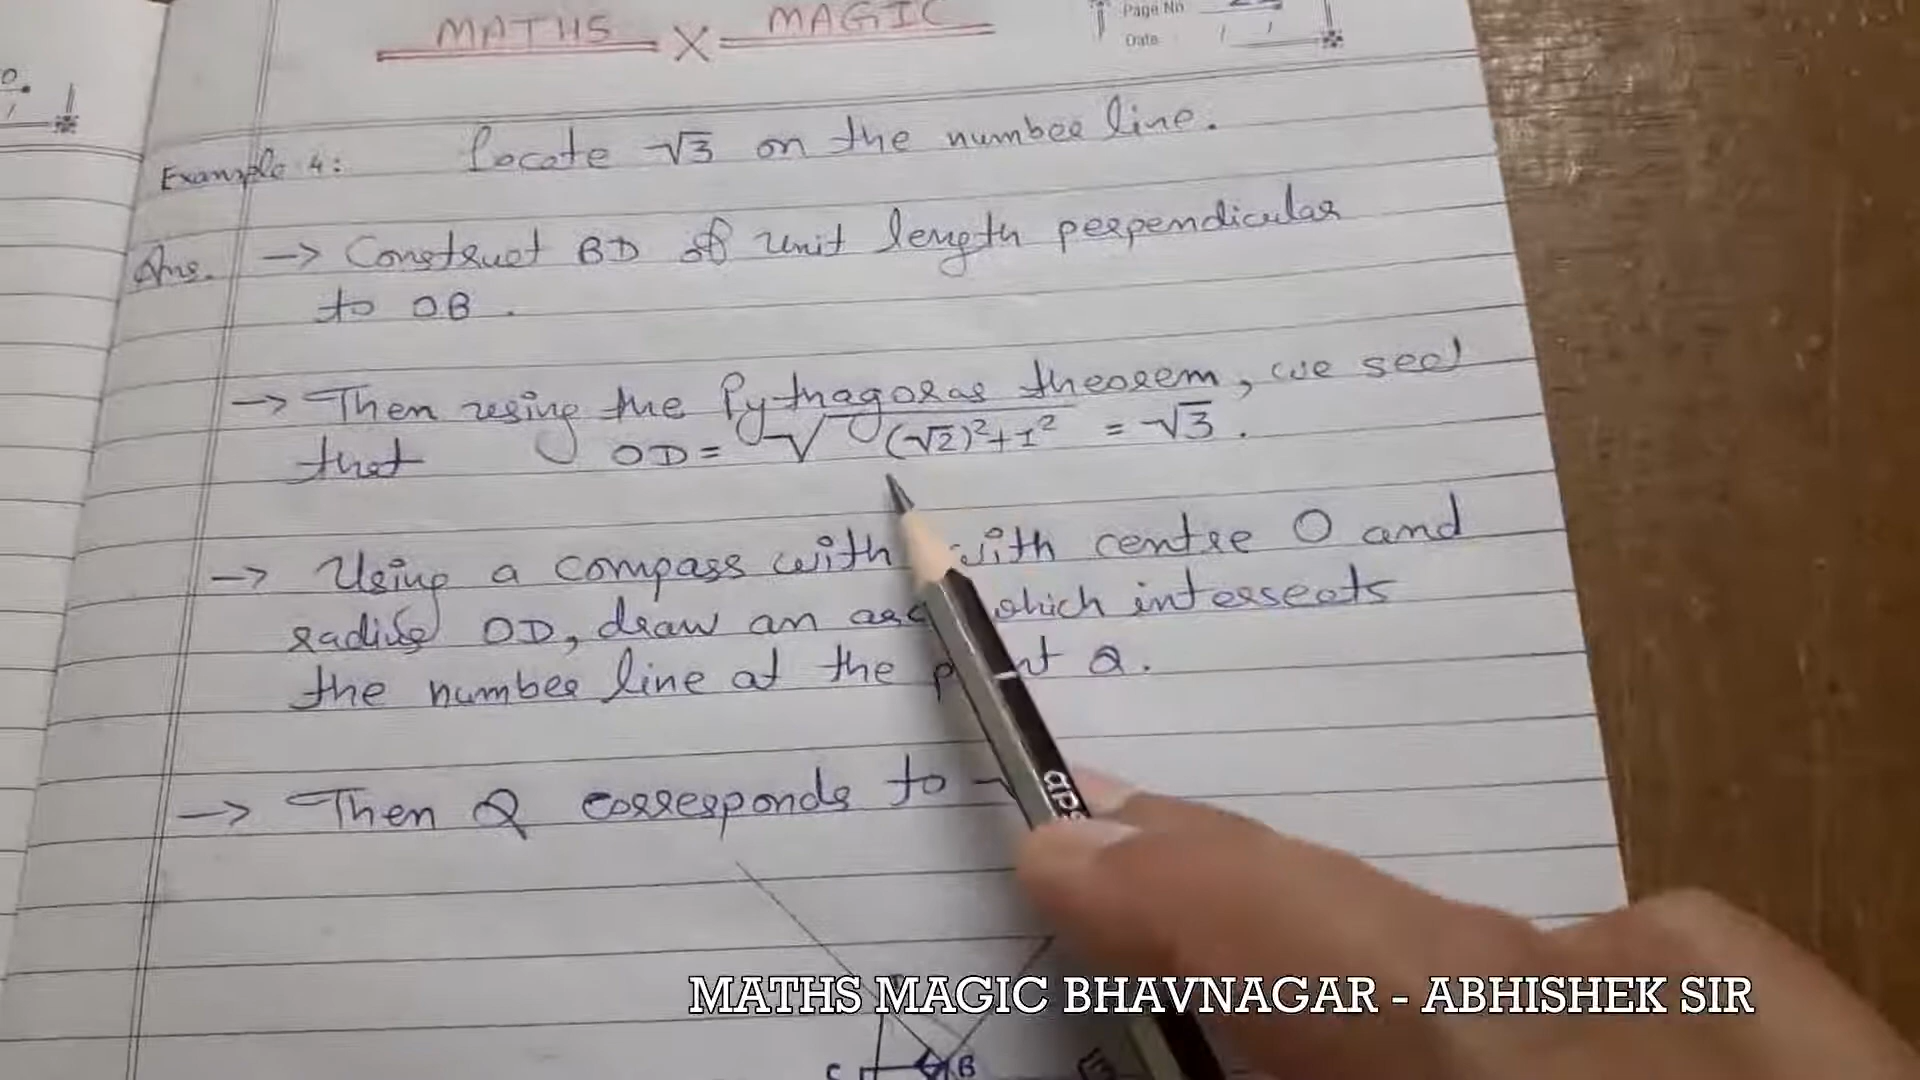 MATHS X MAGIC
Page No
Date / /
Example 4: Locate √3 on the number line.
Ans. → Construct BD of unit length perpendicular
to OB.
→ Then using the Pythagoras theorem, we see
that OD = √(√2)²+1² = √3.
→ Using a compass with with centre O and
radius OD, draw an arc which intersects
the number line at the point Q.
→ Then Q corresponds to
C B
MATHS MAGIC BHAVNAGAR - ABHISHEK SIR